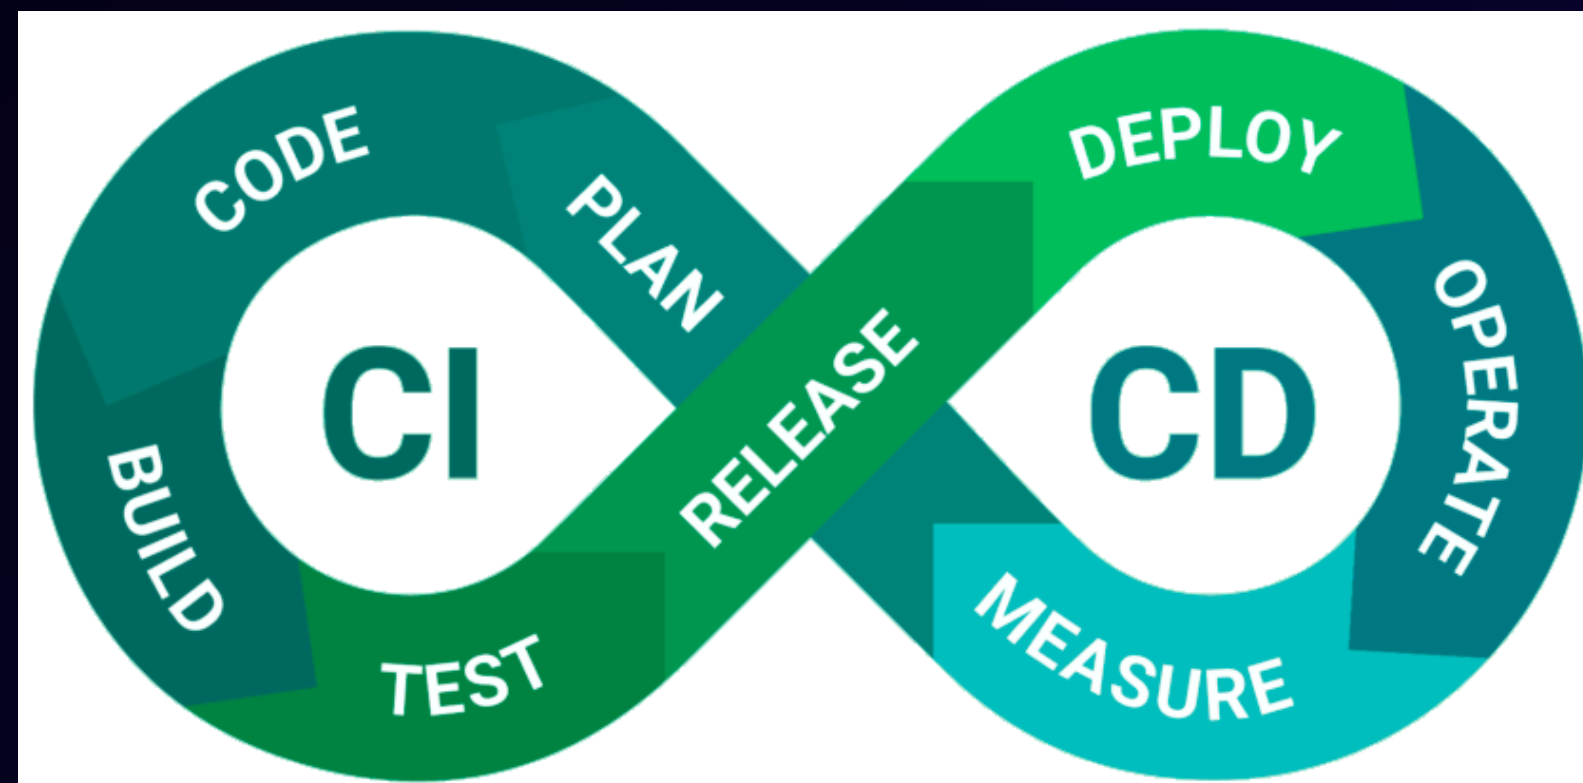 CODE
PLAN
DEPLOY
OPERATE
CI
CD
BUILD
RELEASE
TEST
MEASURE